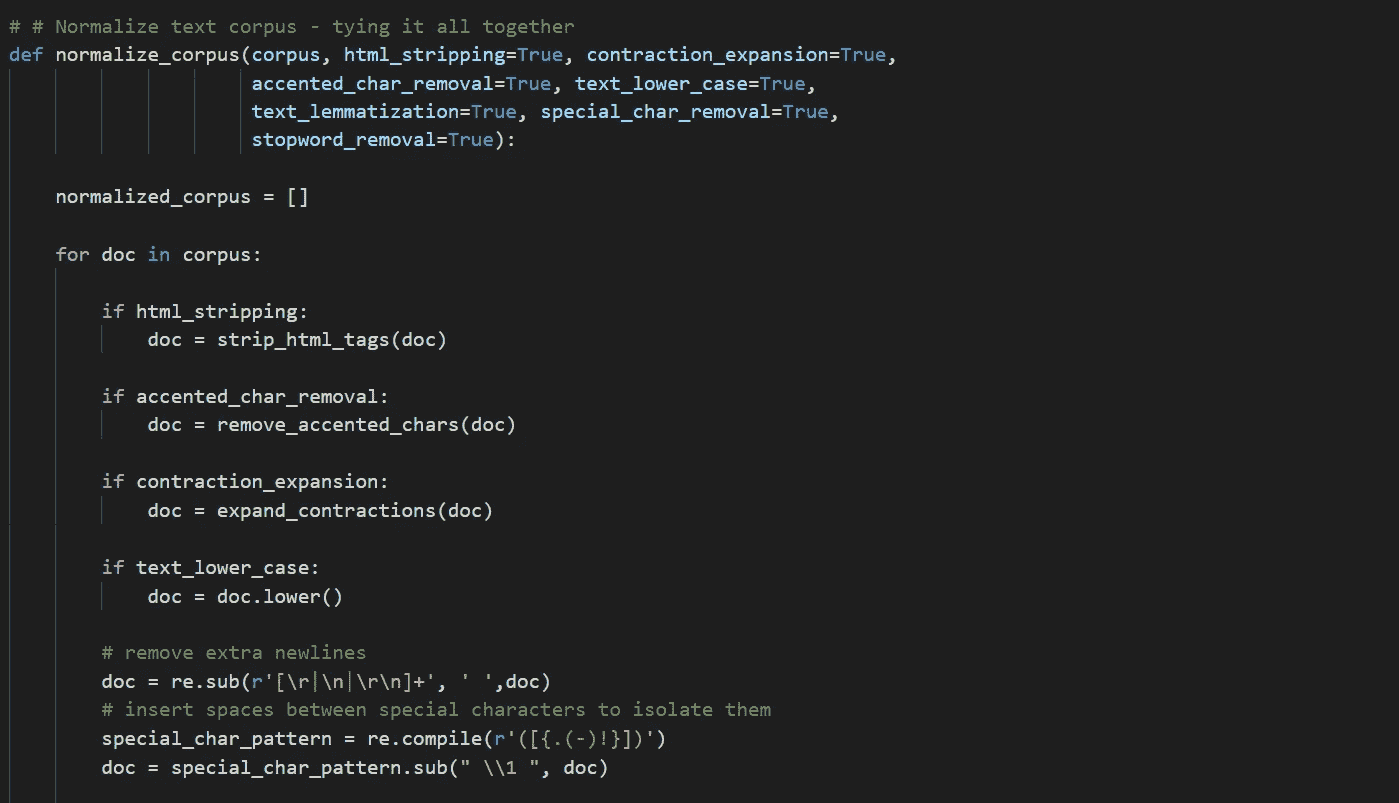 # # Normalize text corpus - tying it all together
def normalize_corpus(corpus, html_stripping=True, contraction_expansion=True,
                     accented_char_removal=True, text_lower_case=True,
                     text_lemmatization=True, special_char_removal=True,
                     stopword_removal=True):

    normalized_corpus = []

    for doc in corpus:

        if html_stripping:
            doc = strip_html_tags(doc)

        if accented_char_removal:
            doc = remove_accented_chars(doc)

        if contraction_expansion:
            doc = expand_contractions(doc)

        if text_lower_case:
            doc = doc.lower()

        # remove extra newlines
        doc = re.sub(r'[\r|\n|\r\n]+', ' ',doc)
        # insert spaces between special characters to isolate them
        special_char_pattern = re.compile(r'([{.(-)!}])')
        doc = special_char_pattern.sub(" \\1 ", doc)